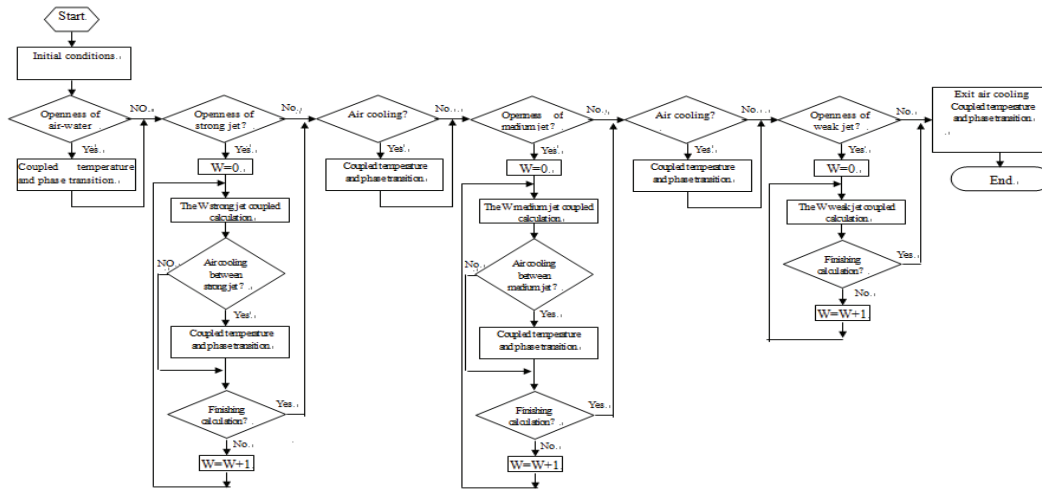 Start.
Initial conditions.
Openness of
air-water
NO.
Yes'.
Coupled temperature
and phase transition.
Openness of
strong jet?
No.
Yes'.
W=0.
The W strong jet coupled
calculation.
Air cooling
between
strong jet?
NO.
Yes'.
Coupled temperature
and phase transition.
Finishing
calculation?
Yes.
No.
W=W+1.
Air cooling?
No.
Yes'.
Coupled temperature
and phase transition.
Openness of
medium jet?
No.
Yes'.
W=0.
The W medium jet coupled
calculation.
Air cooling
between
medium jet?
No.
Yes.
Coupled temperature
and phase transition.
Finishing
calculation?
Yes.
No.
W=W+1.
Air cooling?
No.
Yes'.
Coupled temperature
and phase transition.
Openness of
weak jet?
No.
Yes'.
W=0.
The W weak jet coupled
calculation.
Finishing
calculation?
Yes.
No.
W=W+1.
Exit air cooling
Coupled temperature
and phase transition.
End.